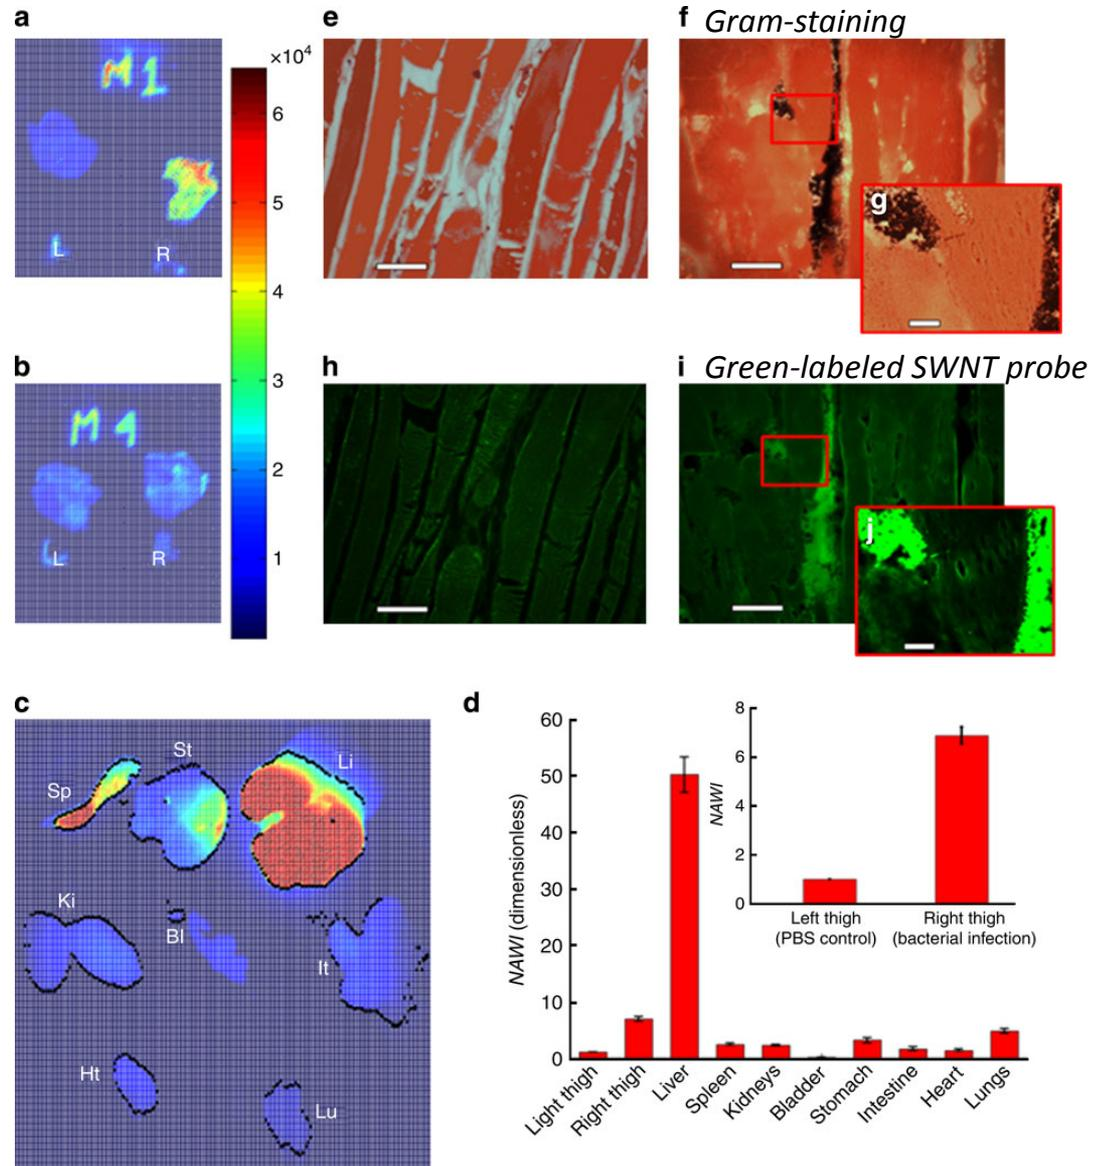 a
M1
L
R
×10⁴
6
5
4
3
2
1
e
f Gram-staining
g
b
M 1
L
R
h
i Green-labeled SWNT probe
j
c
Sp
St
Li
Ki
Bl
It
Ht
Lu
d
NAWI (dimensionless)
60
50
40
30
20
10
0
Light thigh
Right thigh
Liver
Spleen
Kidneys
Bladder
Stomach
Intestine
Heart
Lungs
NAWI
8
6
4
2
0
Left thigh
(PBS control)
Right thigh
(bacterial infection)